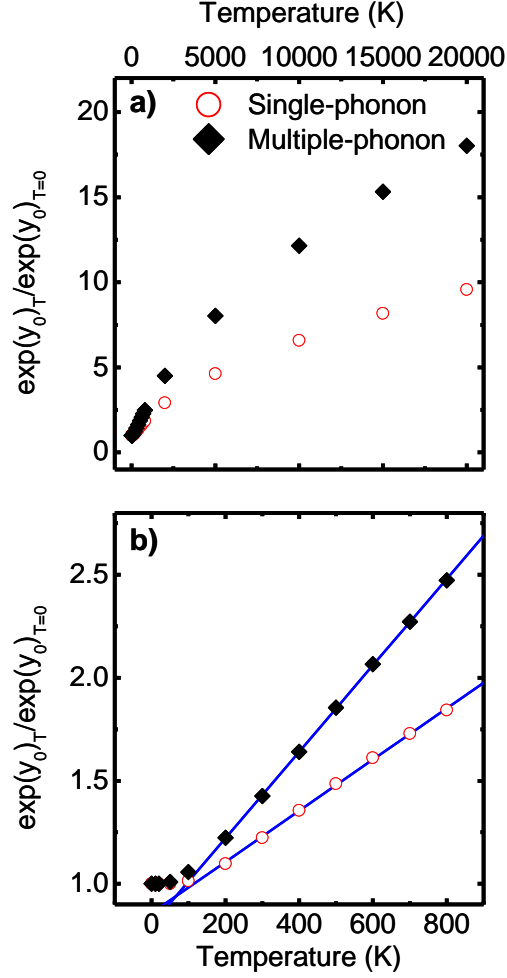 Temperature (K)
0 5000 10000 15000 20000
a)
Single-phonon
Multiple-phonon
20
15
10
5
0
exp(y₀)T/exp(y₀)T=0
b)
2.5
2.0
1.5
1.0
exp(y₀)T/exp(y₀)T=0
0 200 400 600 800
Temperature (K)